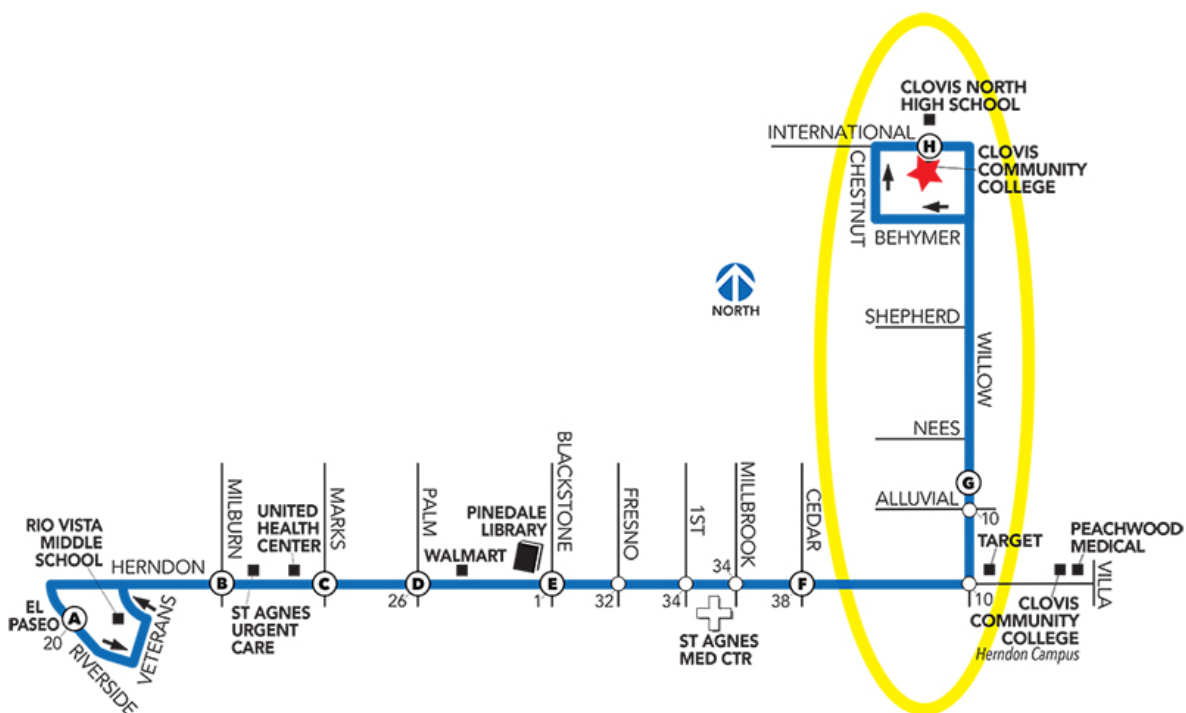 CLOVIS NORTH
HIGH SCHOOL
INTERNATIONAL
H
CLOVIS
COMMUNITY
COLLEGE
CHESTNUT
BEHYMER
NORTH
SHEPHERD
WILLOW
NEES
G
ALLUVIAL
10
TARGET
PEACHWOOD
MEDICAL
VILLA
10
CLOVIS
COMMUNITY
COLLEGE
Herndon Campus
RIO VISTA
MIDDLE
SCHOOL
HERNDON
EL
PASEO
A
20
RIVERSIDE
VETERANS
MILBURN
B
ST AGNES
URGENT
CARE
UNITED
HEALTH
CENTER
MARKS
C
PALM
D
26
WALMART
PINEDALE
LIBRARY
BLACKSTONE
E
1
FRESNO
32
1ST
34
MILLBROOK
34
ST AGNES
MED CTR
CEDAR
F
38